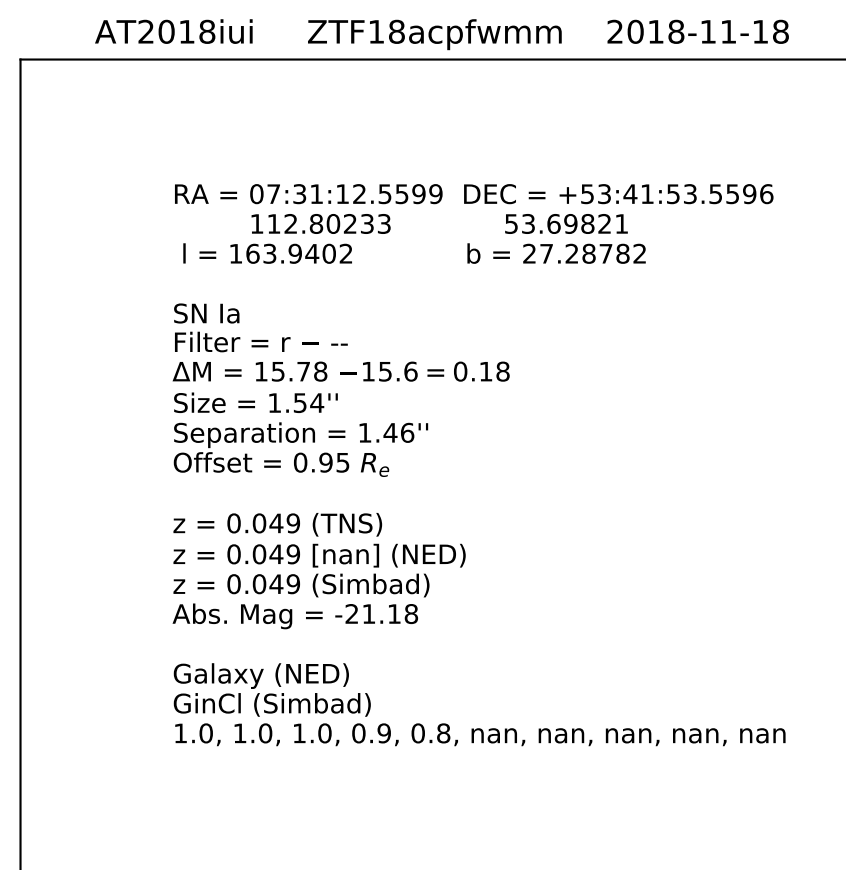 AT2018iui ZTF18acpfwmm 2018-11-18
RA = 07:31:12.5599 DEC = +53:41:53.5596
112.80233 53.69821
l = 163.9402 b = 27.28782
SN Ia
Filter = r − --
ΔM = 15.78 −15.6 = 0.18
Size = 1.54''
Separation = 1.46''
Offset = 0.95 Re
z = 0.049 (TNS)
z = 0.049 [nan] (NED)
z = 0.049 (Simbad)
Abs. Mag = -21.18
Galaxy (NED)
GinCl (Simbad)
1.0, 1.0, 1.0, 0.9, 0.8, nan, nan, nan, nan, nan